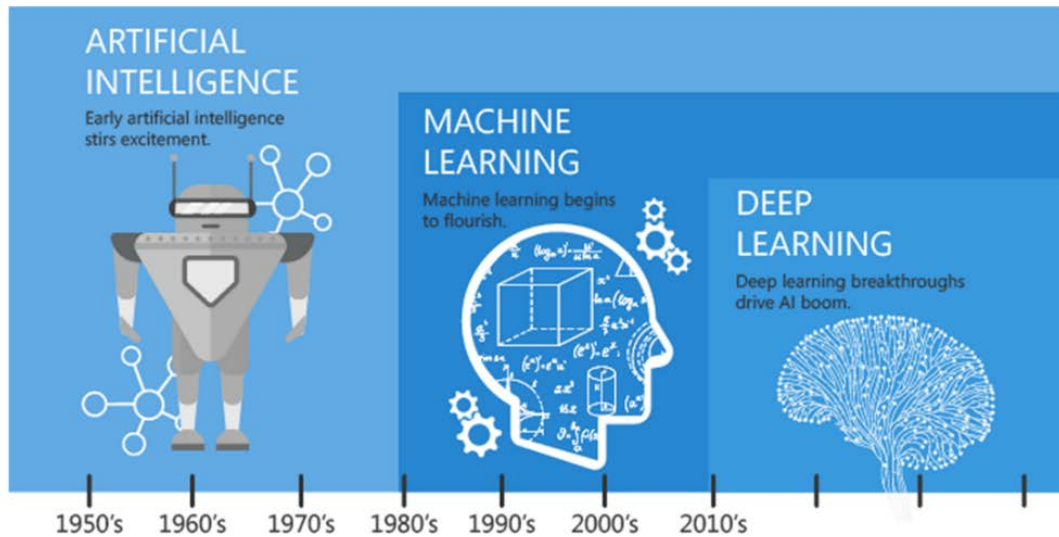 ARTIFICIAL
INTELLIGENCE
Early artificial intelligence
stirs excitement.
MACHINE
LEARNING
Machine learning begins
to flourish.
DEEP
LEARNING
Deep learning breakthroughs
drive AI boom.
1950's 1960's 1970's 1980's 1990's 2000's 2010's